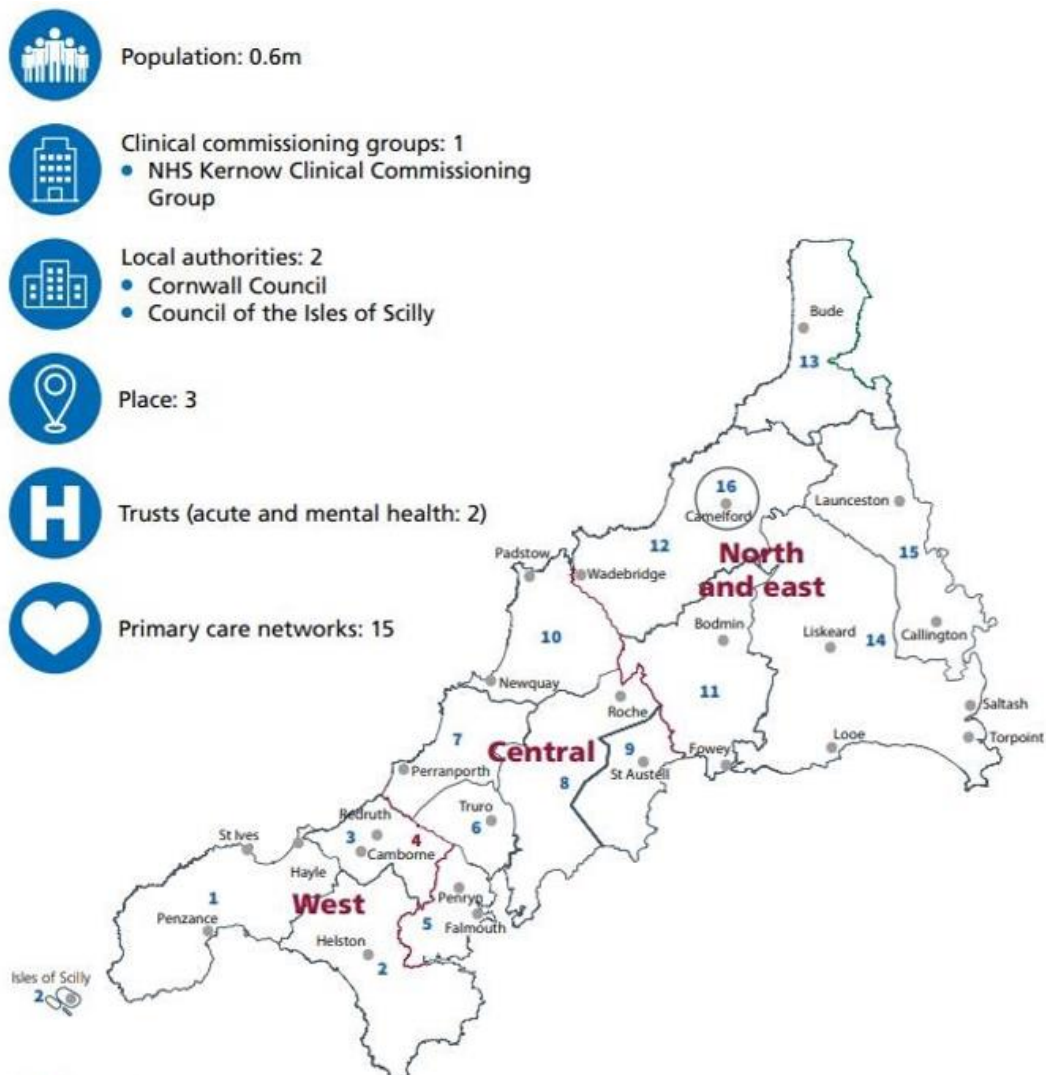 Population: 0.6m
Clinical commissioning groups: 1
• NHS Kernow Clinical Commissioning
Group
Local authorities: 2
• Cornwall Council
• Council of the Isles of Scilly
Place: 3
H
Trusts (acute and mental health: 2)
Primary care networks: 15
Bude
13
16
Camelford
Launceston
12
North
and east
15
Padstow
Wadebridge
10
Bodmin
Liskeard
14
Callington
Newquay
11
Roche
Saltash
7
Central
9
Fowey
Looe
Torpoint
St Austell
Perranporth
8
Truro
6
Redruth
3
4
Camborne
St Ives
Hayle
1
West
Penryn
Penzance
5
Falmouth
Helston
2
Isles of Scilly
2